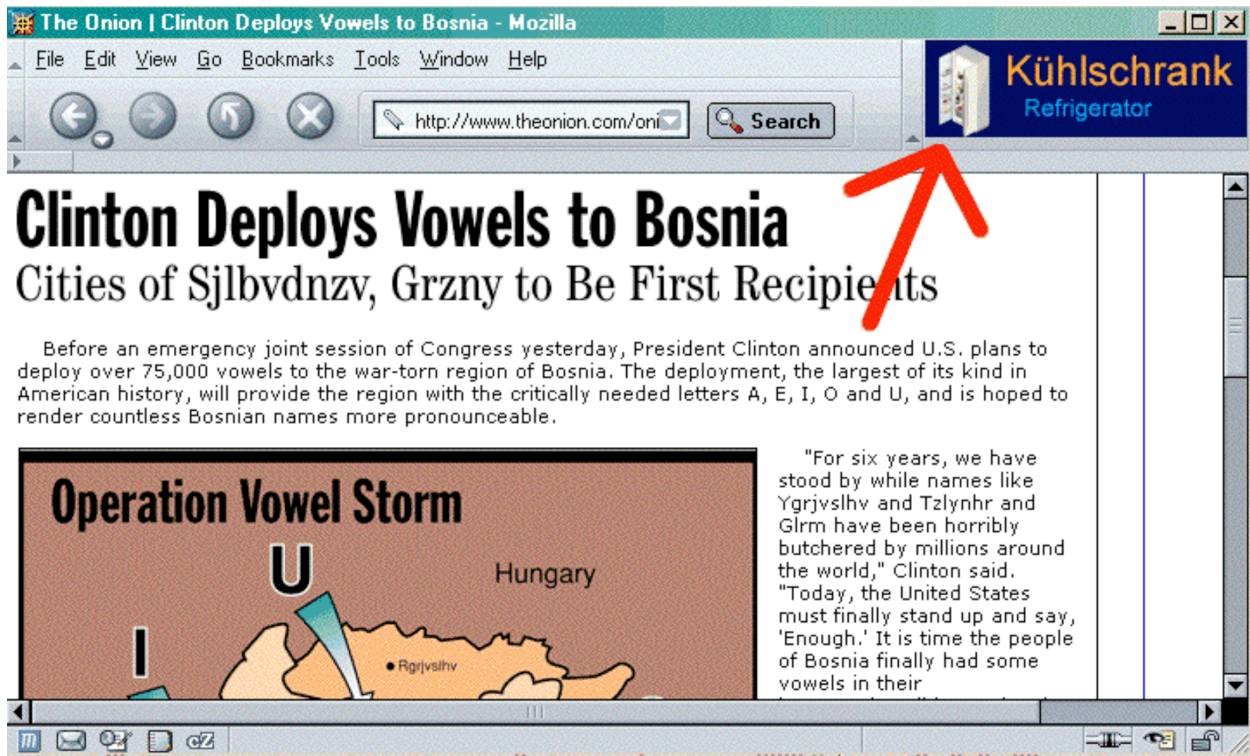 The Onion | Clinton Deploys Vowels to Bosnia - Mozilla
File Edit View Go Bookmarks Tools Window Help
Kühlschrank
Refrigerator
http://www.theonion.com/oni
Search
Clinton Deploys Vowels to Bosnia
Cities of Sjlbvdnzv, Grzny to Be First Recipients
Before an emergency joint session of Congress yesterday, President Clinton announced U.S. plans to
deploy over 75,000 vowels to the war-torn region of Bosnia. The deployment, the largest of its kind in
American history, will provide the region with the critically needed letters A, E, I, O and U, and is hoped to
render countless Bosnian names more pronounceable.
Operation Vowel Storm
U
Hungary
I
Rgrjvslhv
"For six years, we have
stood by while names like
Ygrjvslhv and Tzlynhr and
Glrm have been horribly
butchered by millions around
the world," Clinton said.
"Today, the United States
must finally stand up and say,
'Enough.' It is time the people
of Bosnia finally had some
vowels in their
m
cZ